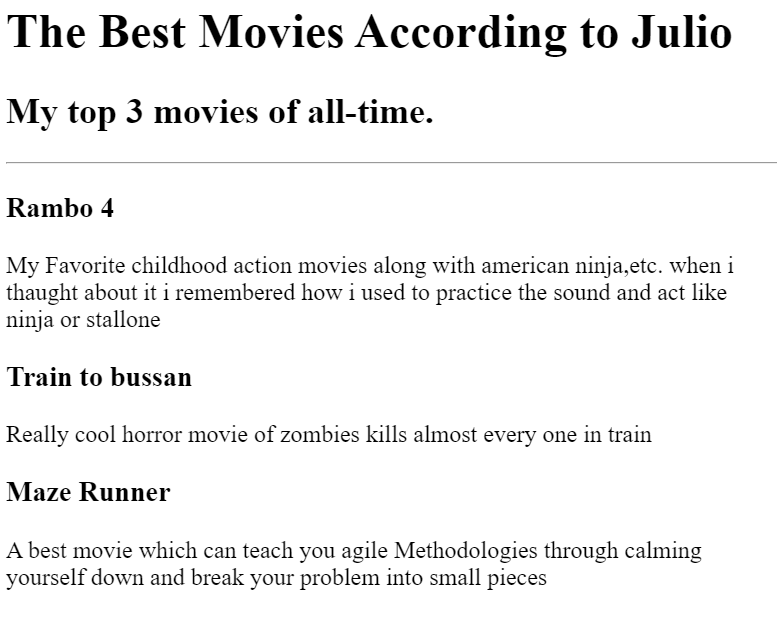 The Best Movies According to Julio
My top 3 movies of all-time.
Rambo 4
My Favorite childhood action movies along with american ninja,etc. when i
thaught about it i remembered how i used to practice the sound and act like
ninja or stallone
Train to bussan
Really cool horror movie of zombies kills almost every one in train
Maze Runner
A best movie which can teach you agile Methodologies through calming
yourself down and break your problem into small pieces